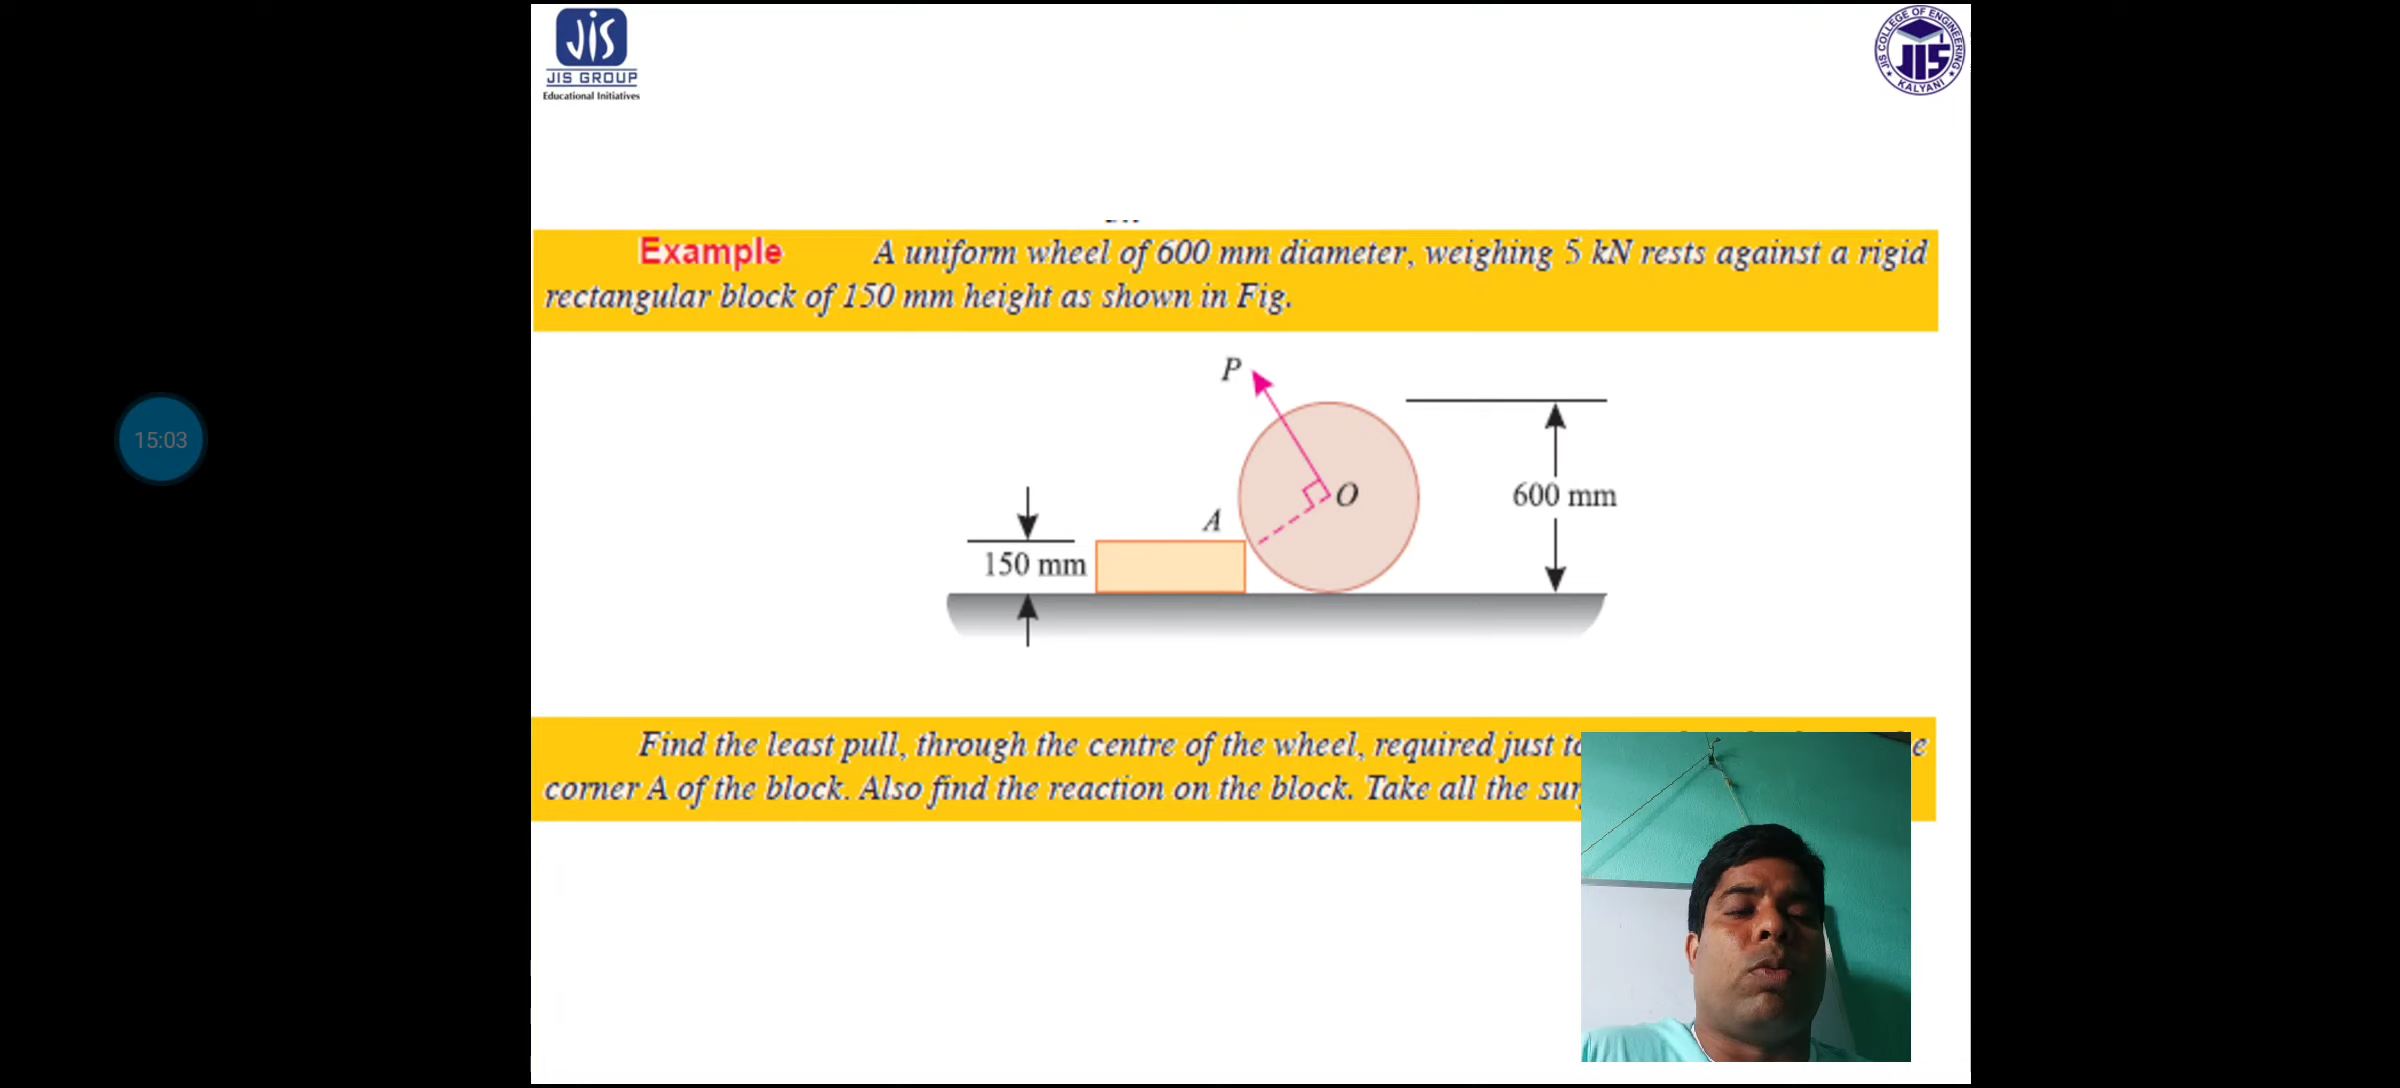 JIS
JIS GROUP
Educational Initiatives
JIS COLLEGE OF ENGINEERING
JIS
KALYANI
Example A uniform wheel of 600 mm diameter, weighing 5 kN rests against a rigid
rectangular block of 150 mm height as shown in Fig.
P
O
A
600 mm
150 mm
15:03
Find the least pull, through the centre of the wheel, required just
corner A of the block. Also find the reaction on the block. Take all the